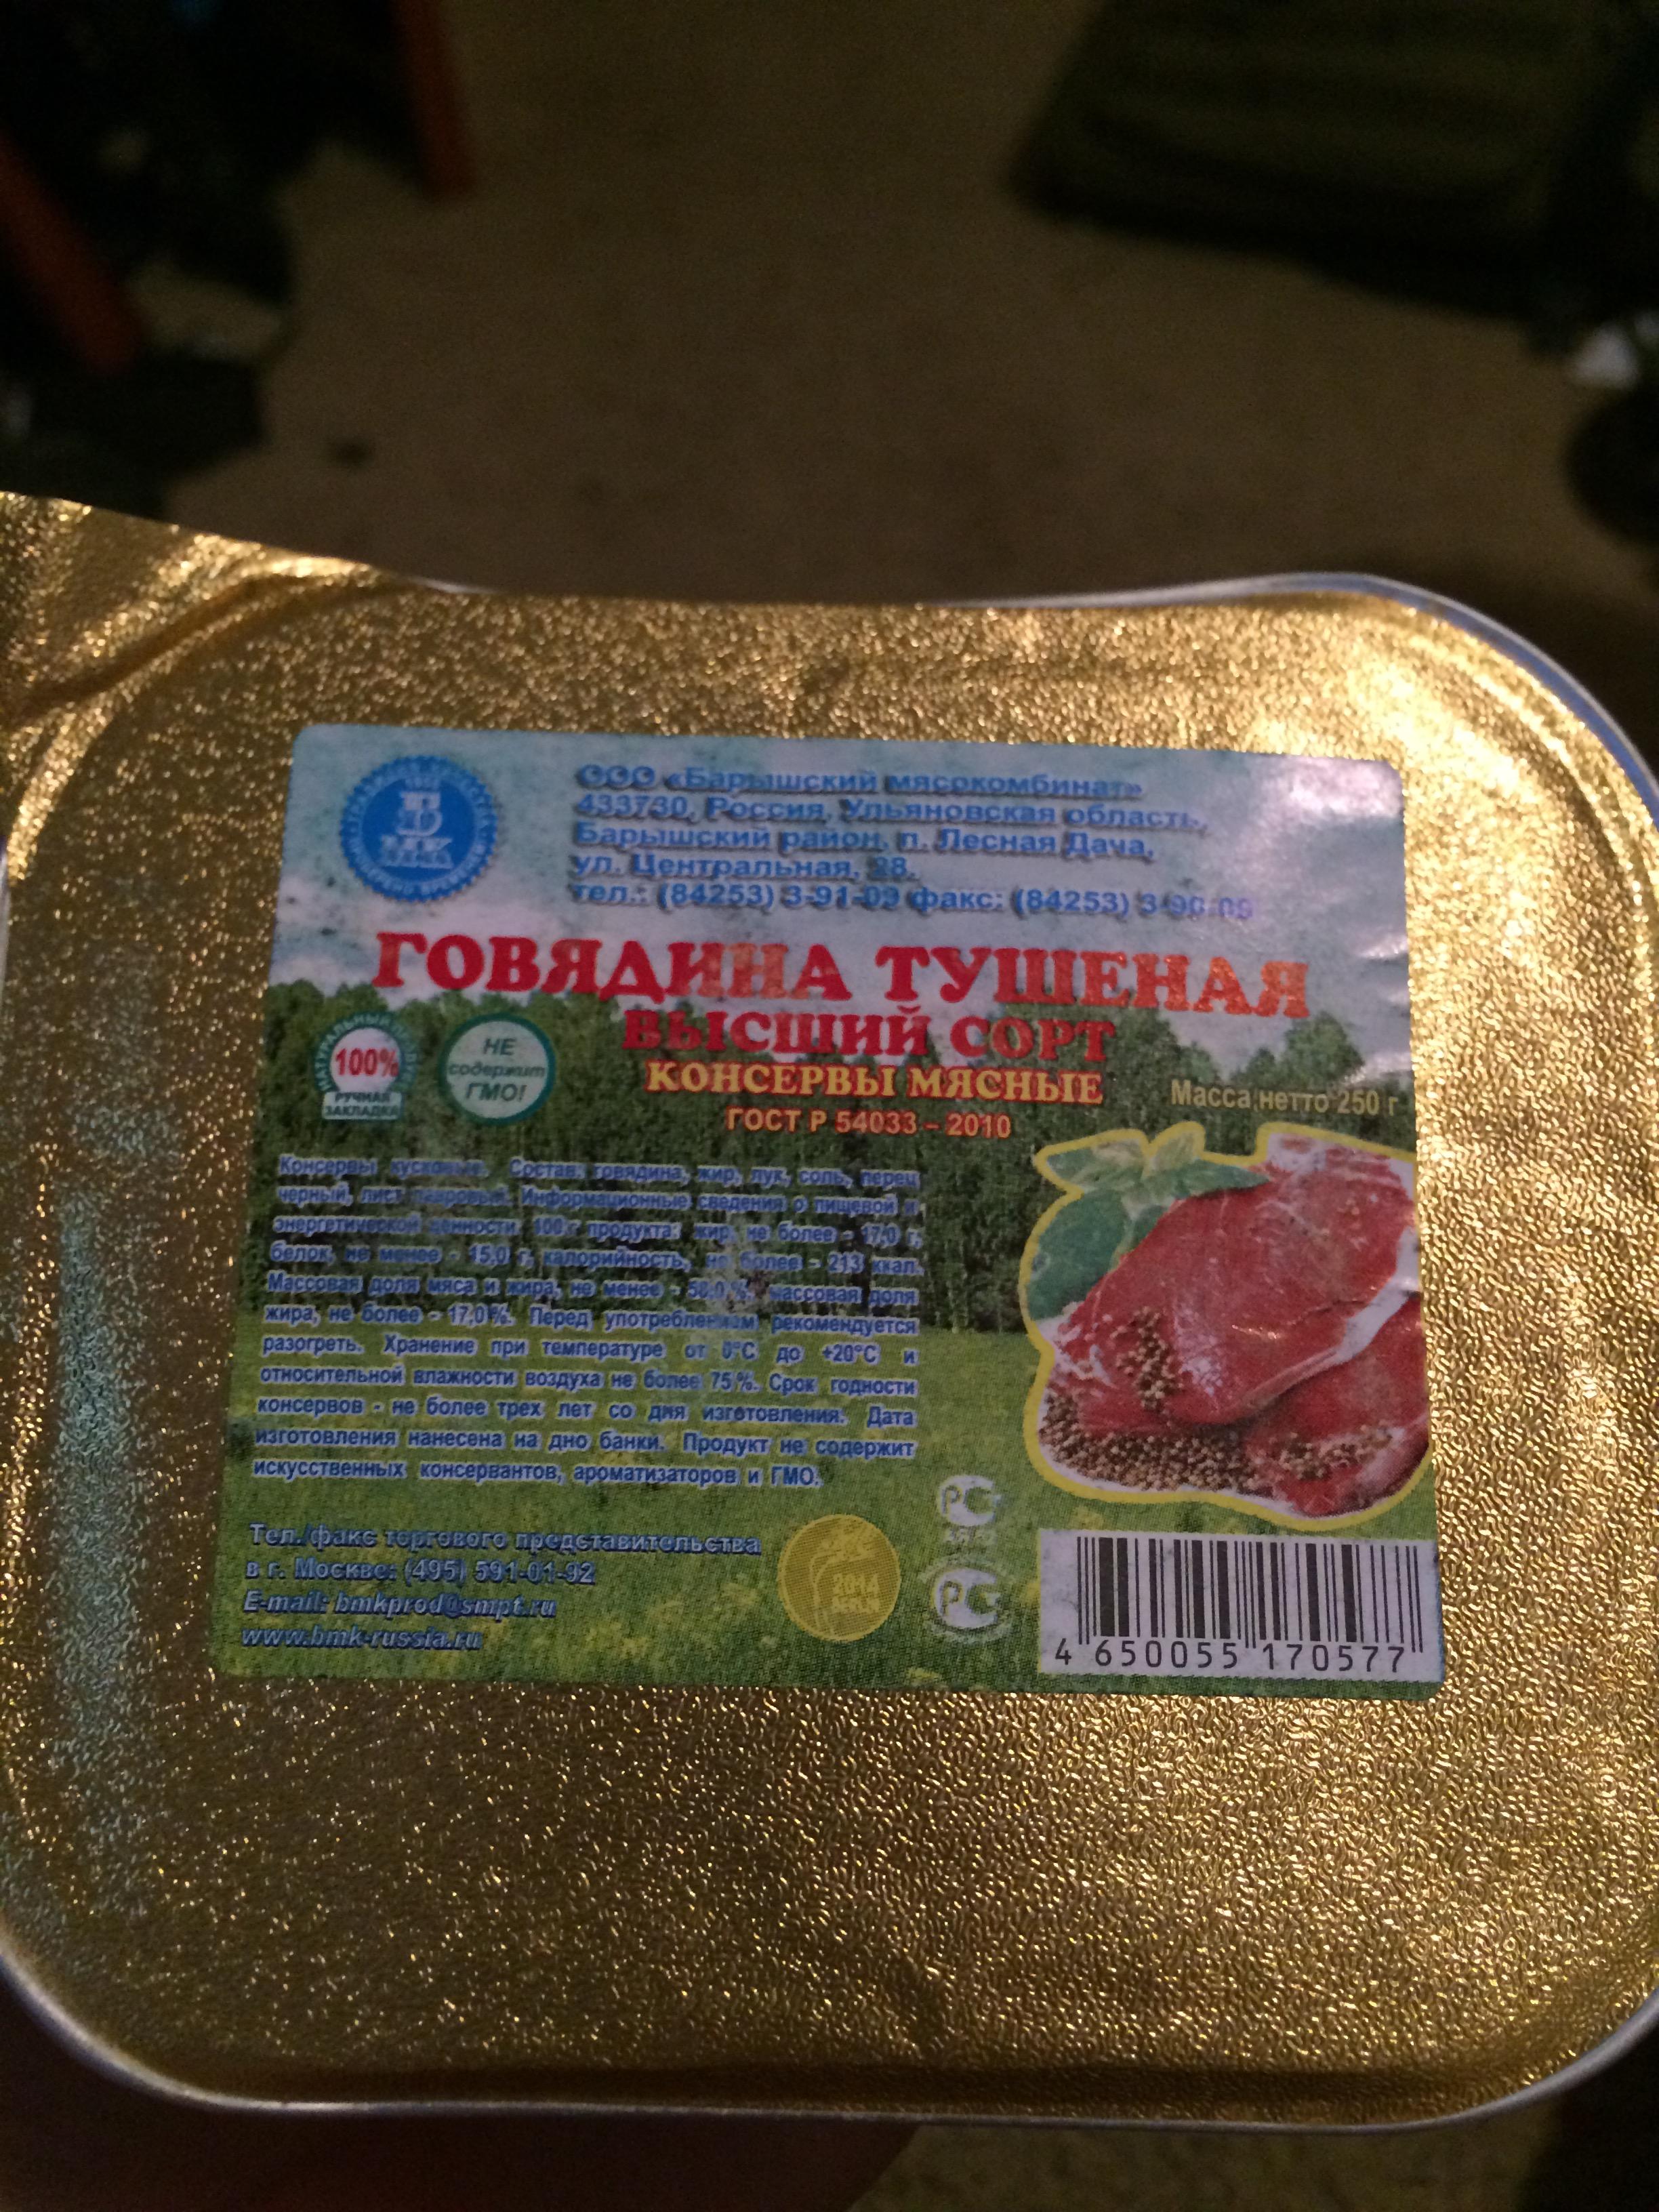 ООО «Барышский мясокомбинат»
433730, Россия, Ульяновская область,
Барышский район, п. Лесная Дача,
ул. Центральная, 28.
тел.: (84253) 3-91-09 факс: (84253) 3-90-09
ГОВЯДИНА ТУШЕНАЯ
ВЫСШИЙ СОРТ
КОНСЕРВЫ МЯСНЫЕ
ГОСТ Р 54033 – 2010
Масса нетто 250 г
100%
РУЧНАЯ
ЗАКЛАДКА
НЕ
содержит
ГМО!
Консервы кусковые. Состав: говядина, жир, лук, соль, перец
черный, лист лавровый. Информационные сведения о пищевой и
энергетической ценности 100 г продукта: жир, не более - 17,0 г,
белок, не менее - 15,0 г, калорийность, не более - 213 ккал.
Массовая доля мяса и жира, не менее - 58,0 %, массовая доля
жира, не более - 17,0 %. Перед употреблением рекомендуется
разогреть. Хранение при температуре от 0°С до +20°С и
относительной влажности воздуха не более 75 %. Срок годности
консервов - не более трех лет со дня изготовления. Дата
изготовления нанесена на дно банки. Продукт не содержит
искусственных консервантов, ароматизаторов и ГМО.
Тел./факс торгового представительства
в г. Москве: (495) 591-01-92
E-mail: bmkprod@smpt.ru
www.bmk-russia.ru
2014
4 650055 170577